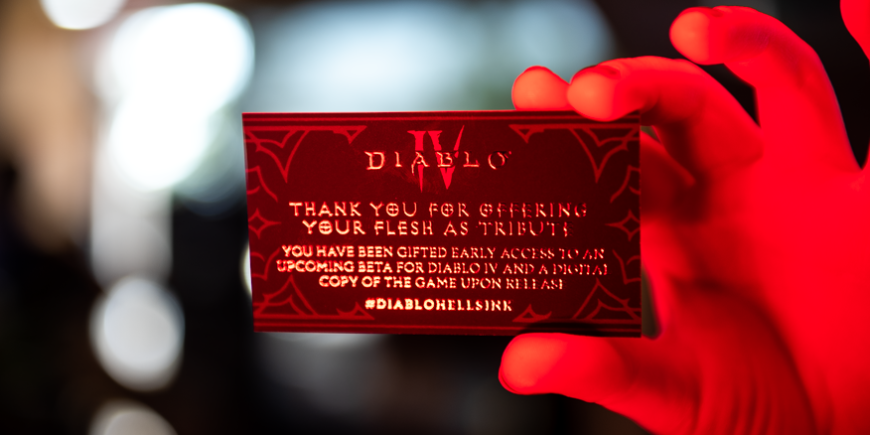 DIABLO
IV
THANK YOU FOR OFFERING
YOUR FLESH AS TRIBUTE
YOU HAVE BEEN GIFTED EARLY ACCESS TO AN
UPCOMING BETA FOR DIABLO IV AND A DIGITAL
COPY OF THE GAME UPON RELEASE
#DIABLOHELLSINK